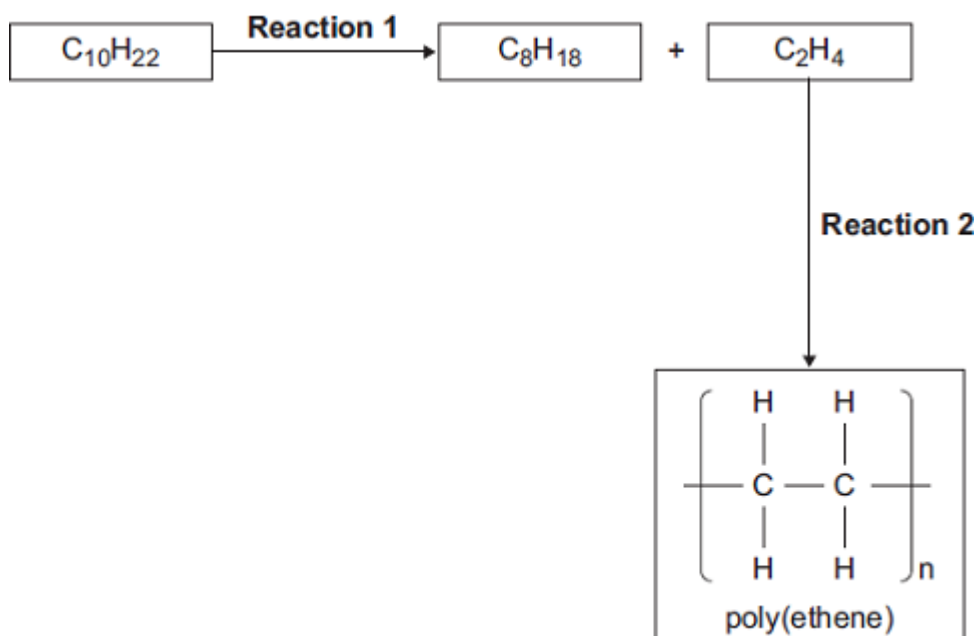 Reaction 1
C₁₀H₂₂ C₈H₁₈ + C₂H₄
Reaction 2
H H
C C
H H n
poly(ethene)